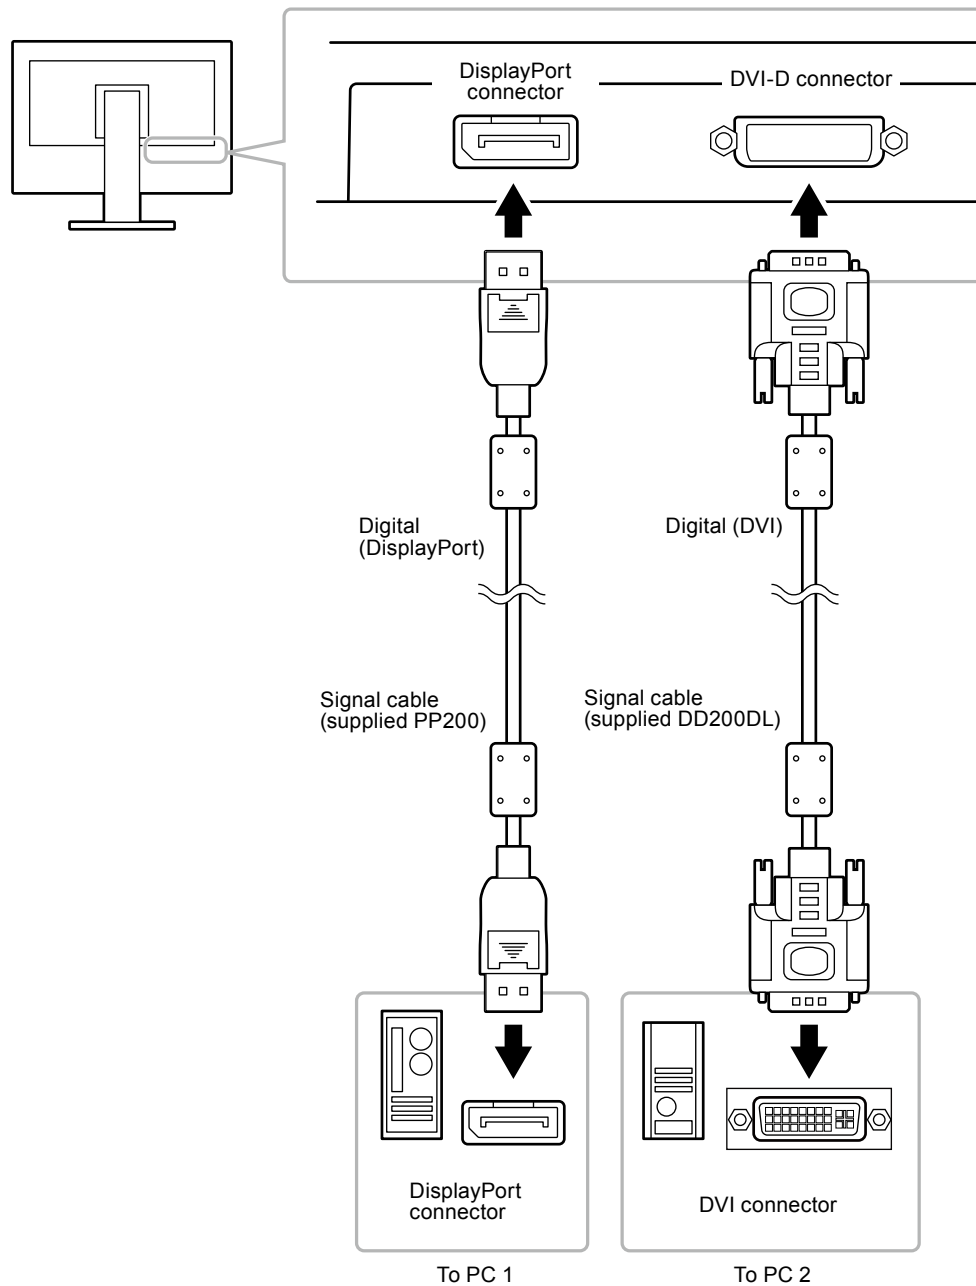 DisplayPort
connector
DVI-D connector
Digital
(DisplayPort)
Digital (DVI)
Signal cable
(supplied PP200)
Signal cable
(supplied DD200DL)
DisplayPort
connector
DVI connector
To PC 1
To PC 2